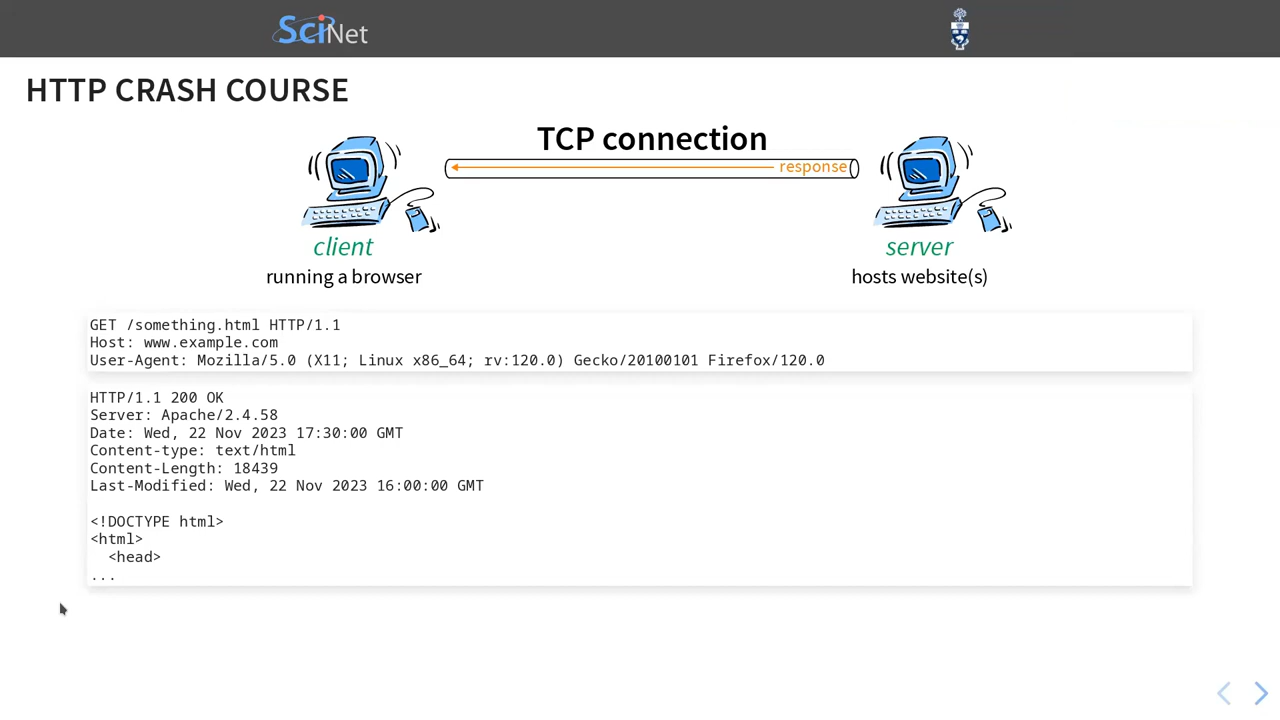 SciNet
HTTP CRASH COURSE
TCP connection
response
client
server
running a browser
hosts website(s)
GET /something.html HTTP/1.1
Host: www.example.com
User-Agent: Mozilla/5.0 (X11; Linux x86_64; rv:120.0) Gecko/20100101 Firefox/120.0
HTTP/1.1 200 OK
Server: Apache/2.4.58
Date: Wed, 22 Nov 2023 17:30:00 GMT
Content-type: text/html
Content-Length: 18439
Last-Modified: Wed, 22 Nov 2023 16:00:00 GMT
<!DOCTYPE html>
<html>
<head>
...